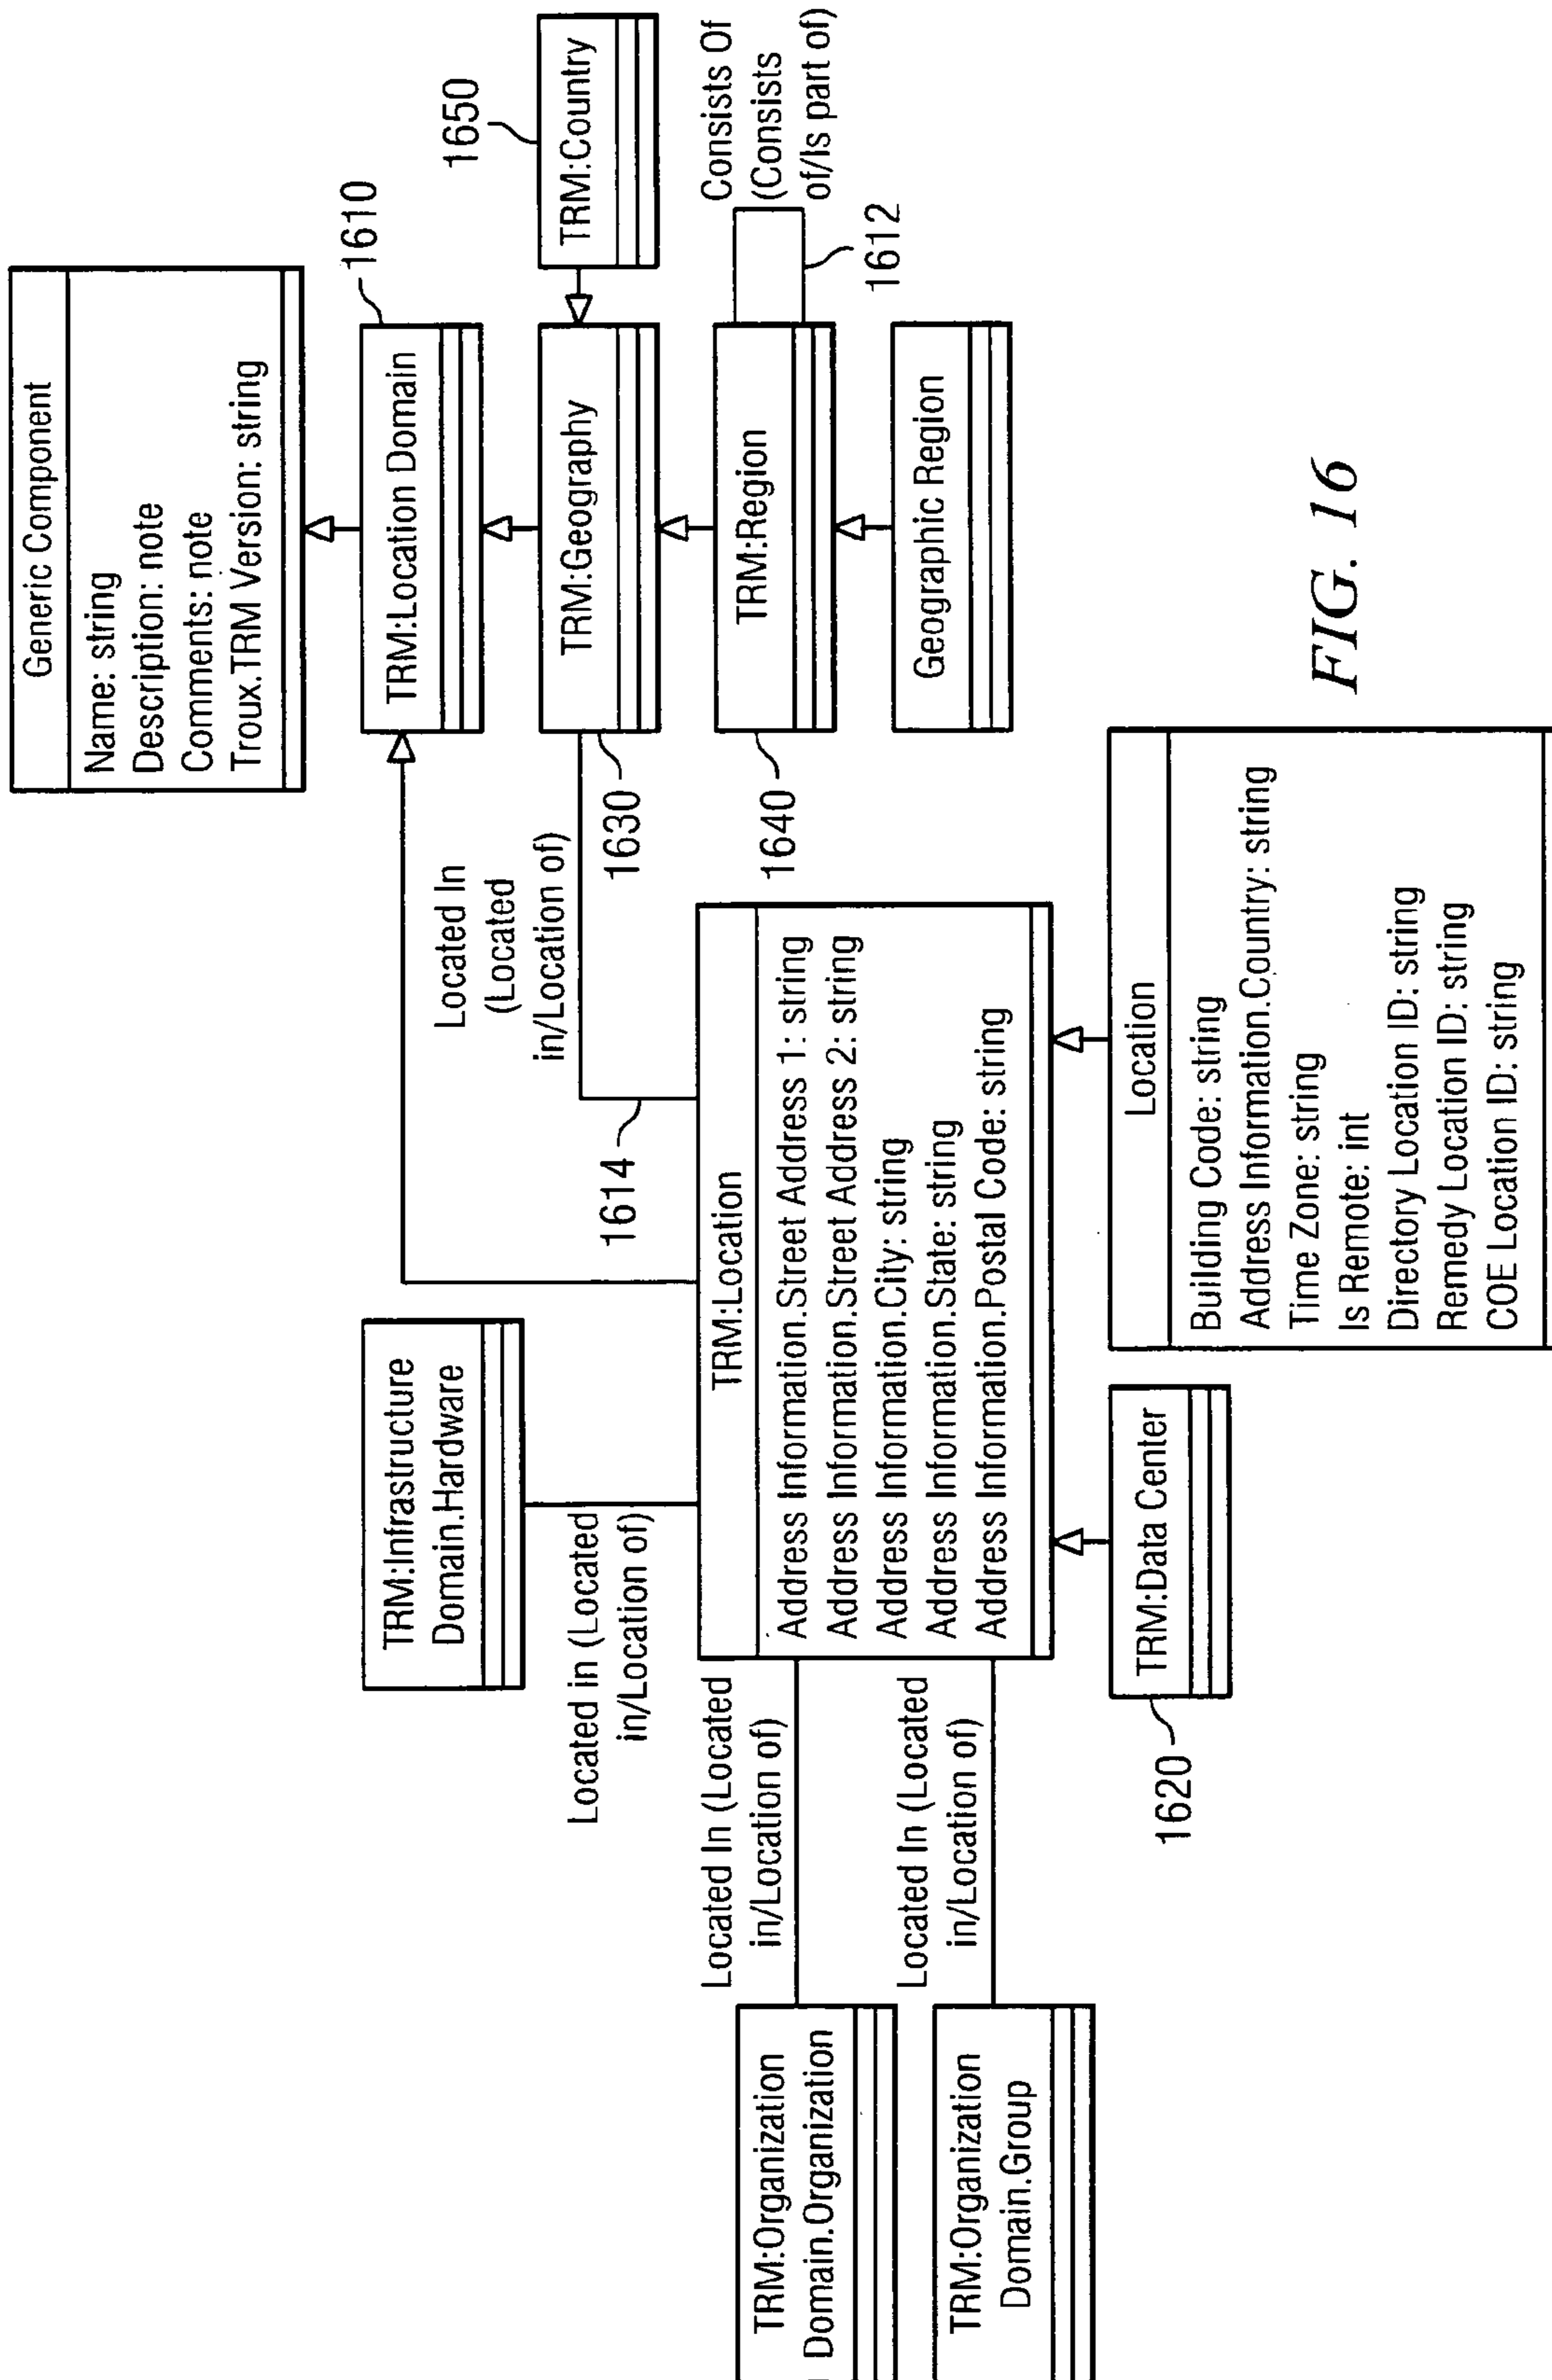 Generic Component
Name: string
Description: note
Comments: note
Troux.TRM Version: string
TRM:Location Domain
1610
TRM:Geography
1630
TRM:Country
1650
TRM:Region
1640
Consists Of
(Consists
of/Is part of)
1612
Geographic Region
Located In
(Located
in/Location of)
1614
TRM:Infrastructure
Domain.Hardware
Located in (Located
in/Location of)
TRM:Location
Address Information.Street Address 1: string
Address Information.Street Address 2: string
Address Information.City: string
Address Information.State: string
Address Information.Postal Code: string
Located In (Located
in/Location of)
TRM:Organization
Domain.Organization
Located In (Located
in/Location of)
TRM:Organization
Domain.Group
TRM:Data Center
1620
Location
Building Code: string
Address Information.Country: string
Time Zone: string
Is Remote: int
Directory Location ID: string
Remedy Location ID: string
COE Location ID: string
FIG. 16